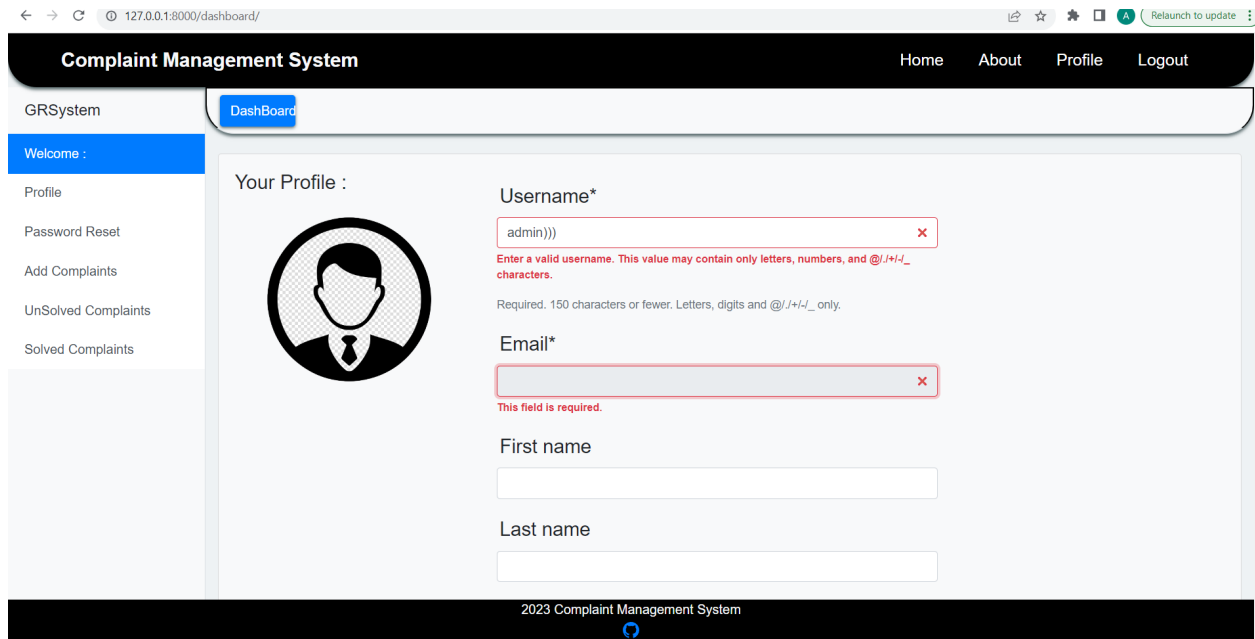 127.0.0.1:8000/dashboard/
A
Relaunch to update
Complaint Management System
Home
About
Profile
Logout
GRSystem
DashBoard
Welcome :
Profile
Password Reset
Add Complaints
UnSolved Complaints
Solved Complaints
Your Profile :
Username*
admin)))
Enter a valid username. This value may contain only letters, numbers, and @/./+/-/_
characters.
Required. 150 characters or fewer. Letters, digits and @/./+/-/_ only.
Email*
This field is required.
First name
Last name
2023 Complaint Management System